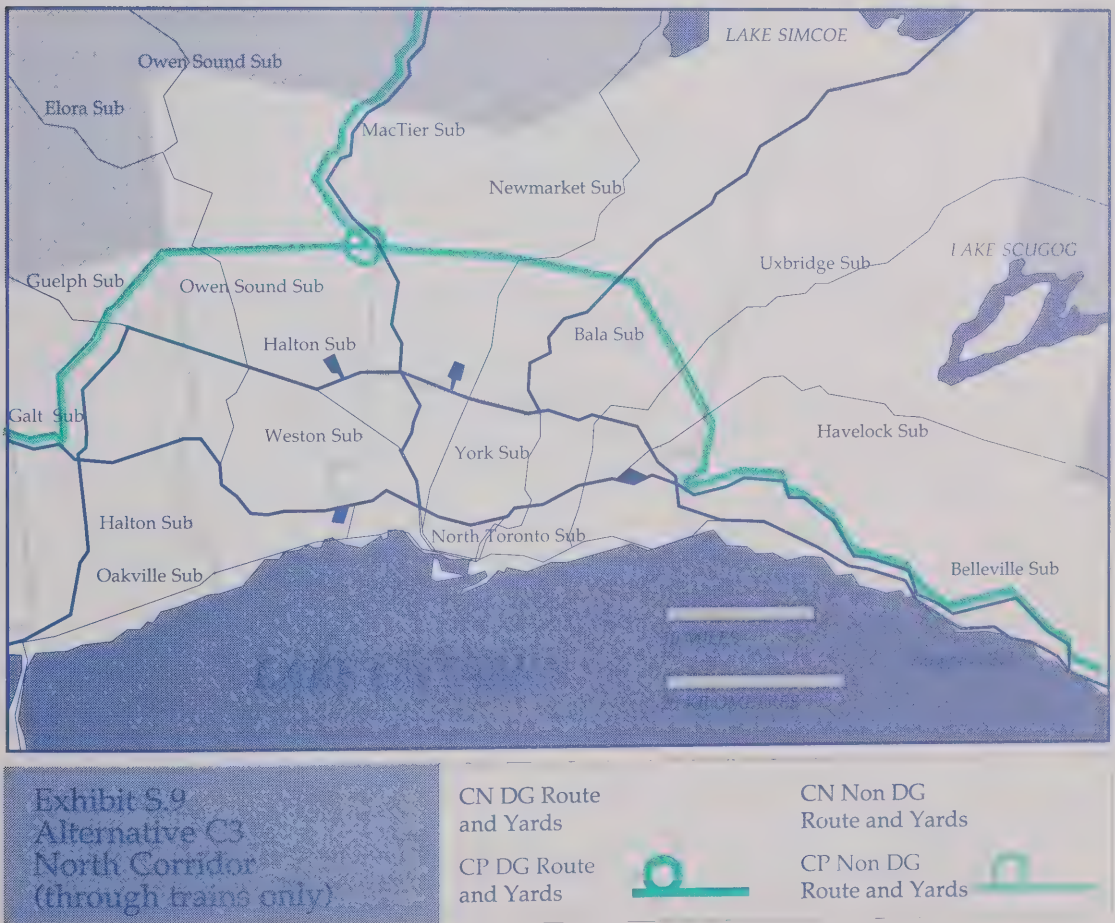 LAKE SIMCOE
Owen Sound Sub
Elora Sub
MacTier Sub
Newmarket Sub
LAKE SCUGOG
Uxbridge Sub
Guelph Sub
Owen Sound Sub
Bala Sub
Halton Sub
Galt Sub
Weston Sub
York Sub
Havelock Sub
Halton Sub
North Toronto Sub
Oakville Sub
Belleville Sub
MILES
LAKE
KILOMETRES
Exhibit S.9
Alternative C3
North Corridor
(through trains only)
CN DG Route
and Yards
CP DG Route
and Yards
CN Non DG
Route and Yards
CP Non DG
Route and Yards